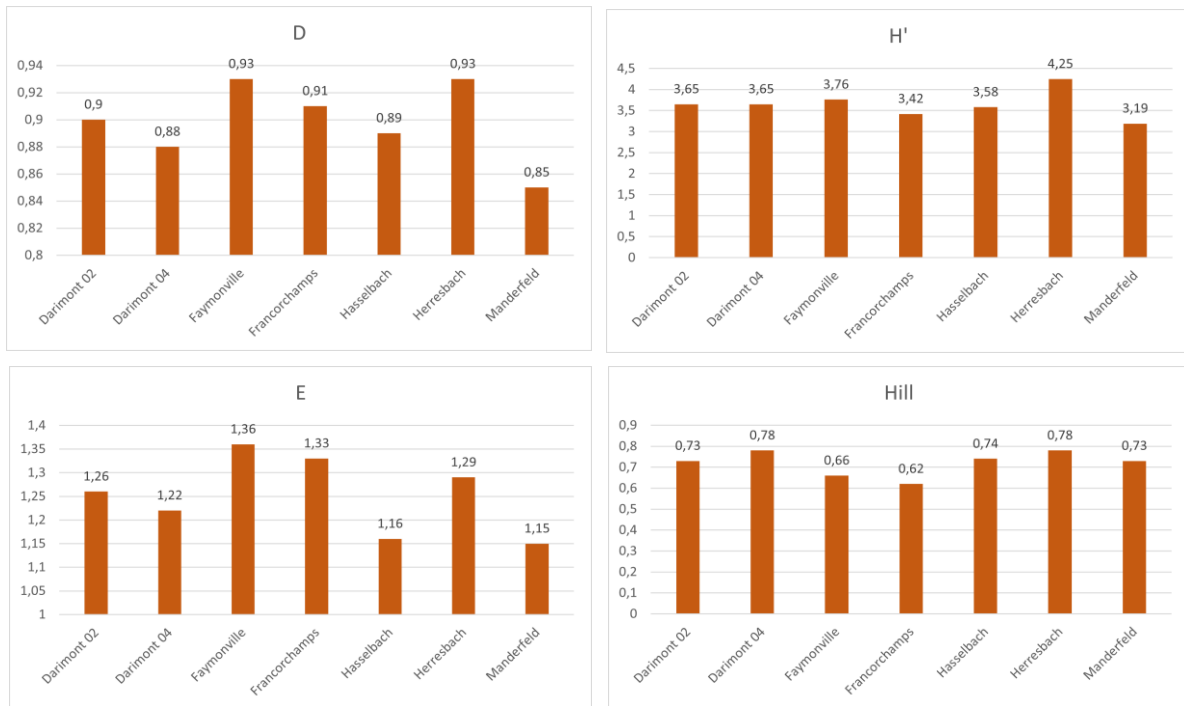 D
0,94
0,92
0,9
0,88
0,86
0,84
0,82
0,8
0,9
0,88
0,93
0,91
0,89
0,93
0,85
Darimont 02
Darimont 04
Faymonville
Francorchamps
Hasselbach
Herresbach
Manderfeld
H'
4,5
4
3,5
3
2,5
2
1,5
1
0,5
0
3,65
3,65
3,76
3,42
3,58
4,25
3,19
Darimont 02
Darimont 04
Faymonville
Francorchamps
Hasselbach
Herresbach
Manderfeld
E
1,4
1,35
1,3
1,25
1,2
1,15
1,1
1,05
1
1,26
1,22
1,36
1,33
1,16
1,29
1,15
Darimont 02
Darimont 04
Faymonville
Francorchamps
Hasselbach
Herresbach
Manderfeld
Hill
0,9
0,8
0,7
0,6
0,5
0,4
0,3
0,2
0,1
0
0,73
0,78
0,66
0,62
0,74
0,78
0,73
Darimont 02
Darimont 04
Faymonville
Francorchamps
Hasselbach
Herresbach
Manderfeld